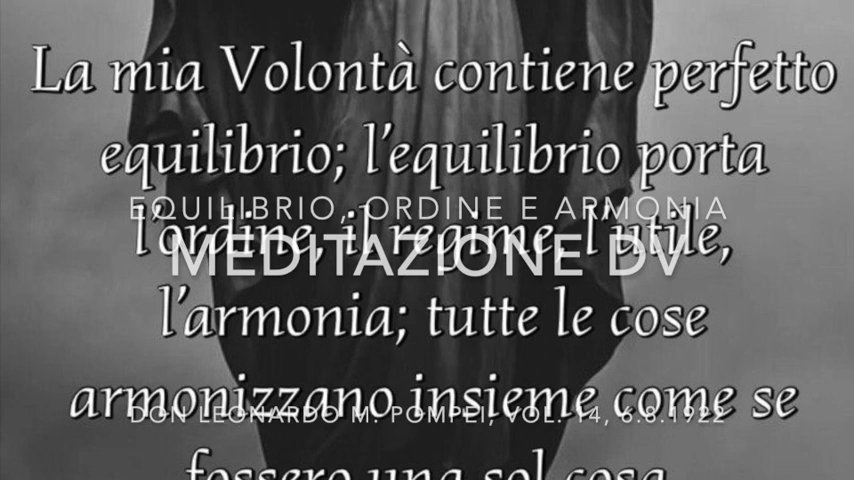 La mia Volontà contiene perfetto
equilibrio; l'equilibrio porta
EQUILIBRIO, ORDINE E ARMONIA
l'ordine, il regime, l'utile,
MEDITAZIONE DV
l'armonia; tutte le cose
armonizzano insieme come se
DON LEONARDO M. POMPEI, VOL. 14, 6.8.1922
fossero una sol cosa